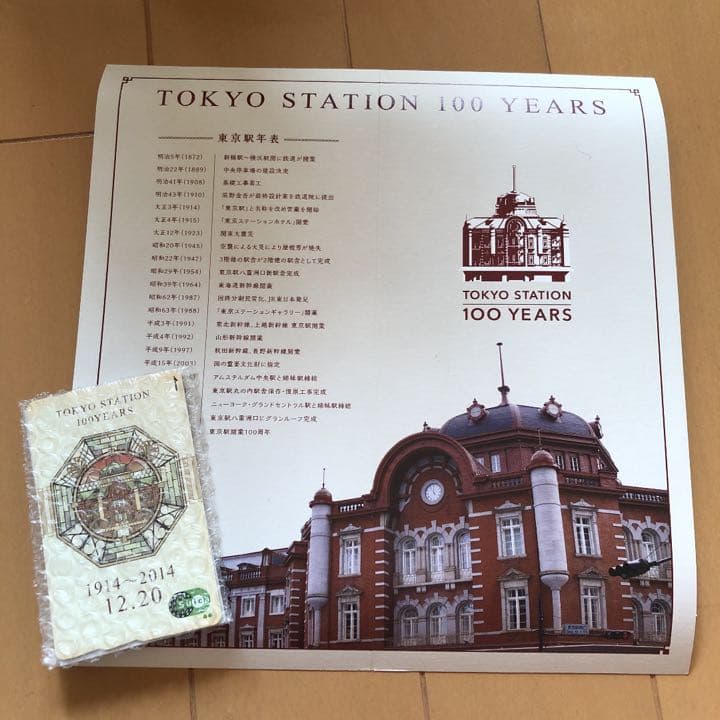 TOKYO STATION 100 YEARS
東京駅年表
明治5年(1872) 新橋駅〜横浜駅間に鉄道が開業
明治22年(1889) 中央停車場の建設決定
明治41年(1908) 基礎工事着工
明治43年(1910) 辰野金吾が最終設計案を鉄道院に提出
大正3年(1914) 「東京駅」と名称を改め営業を開始
大正4年(1915) 「東京ステーションホテル」開業
大正12年(1923) 関東大震災
昭和20年(1945) 空襲による火災により屋根等が焼失
昭和22年(1947) 3階建の駅舎が2階建の駅舎として完成
昭和29年(1954) 東京駅八重洲口新駅舎完成
昭和39年(1964) 東海道新幹線開業
昭和62年(1987) 国鉄分割民営化、JR東日本発足
昭和63年(1988) 「東京ステーションギャラリー」開業
平成3年(1991) 東北新幹線、上越新幹線 東京駅開業
平成4年(1992) 山形新幹線開業
平成9年(1997) 秋田新幹線、長野新幹線開業
平成15年(2003) 国の重要文化財に指定
アムステルダム中央駅と姉妹駅締結
東京駅丸の内駅舎保存・復原工事完成
ニューヨーク・グランドセントラル駅と姉妹駅締結
東京駅八重洲口にグランルーフ完成
東京駅開業100周年
TOKYO STATION
100 YEARS
TOKYO STATION
100YEARS
1914〜2014
12.20